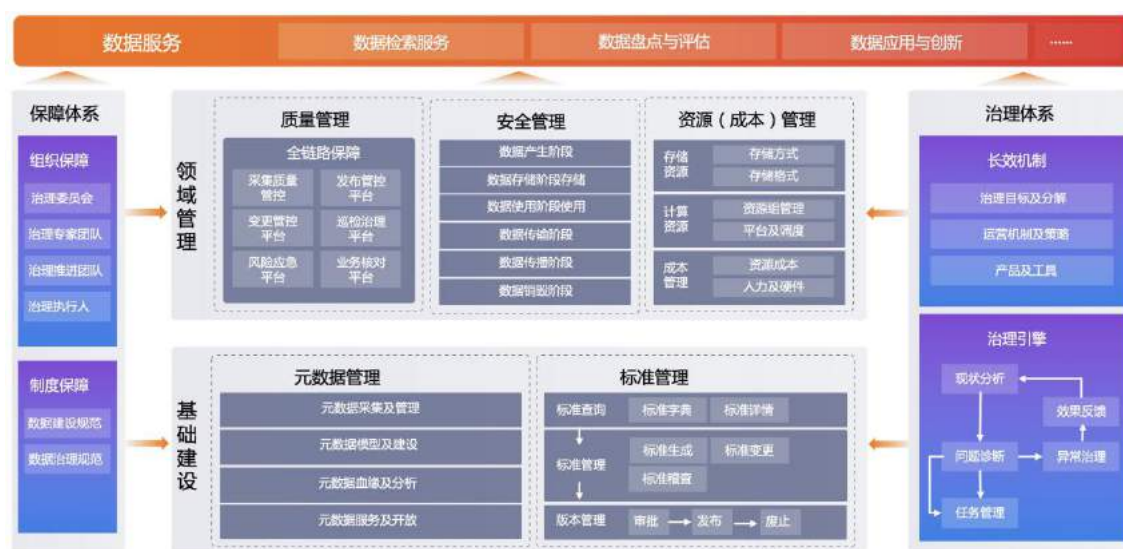 数据服务
数据检索服务
数据盘点与评估
数据应用与创新
……
保障体系
组织保障
治理委员会
治理专家团队
治理推进团队
治理执行人
制度保障
数据建设规范
数据治理规范
领域管理
质量管理
全链路保障
采集质量
管控
发布管控
平台
变更管控
平台
巡检治理
平台
风险应急
平台
业务核对
平台
安全管理
数据产生阶段
数据存储阶段存储
数据使用阶段使用
数据传输阶段
数据传播阶段
数据销毁阶段
资源（成本）管理
存储
资源
存储方式
存储格式
计算
资源
资源组管理
平台及调度
成本
管理
资源成本
人力及硬件
基础建设
元数据管理
元数据采集及管理
元数据模型及建设
元数据血缘及分析
元数据服务及开放
标准管理
标准查询
标准字典
标准详情
标准管理
标准生成
标准变更
标准稽查
版本管理
审批
发布
废止
治理体系
长效机制
治理目标及分解
运营机制及策略
产品及工具
治理引擎
现状分析
效果反馈
问题诊断
异常治理
任务管理